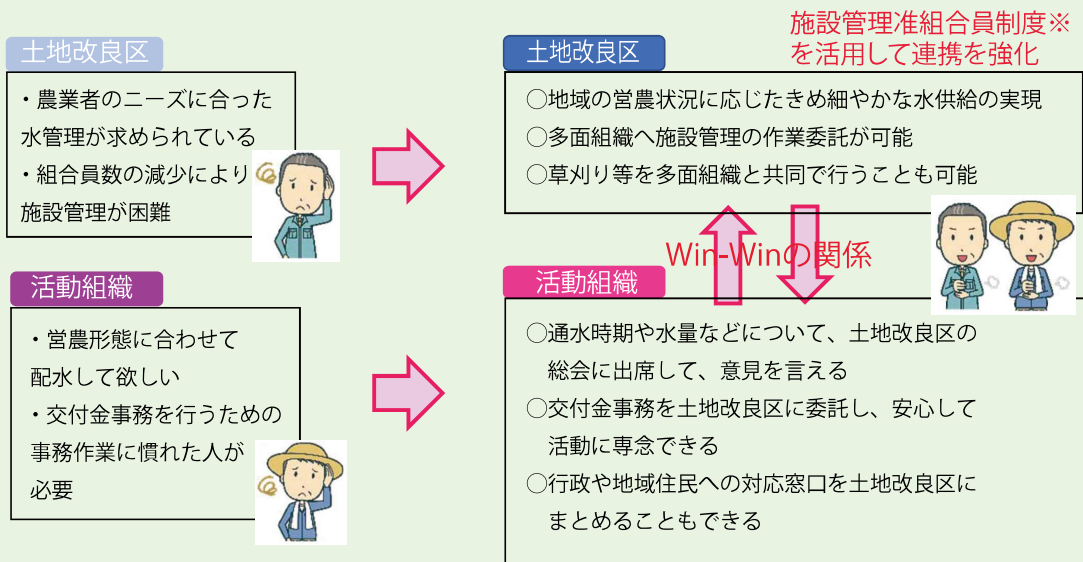 土地改良区
・農業者のニーズに合った
水管理が求められている
・組合員数の減少により
施設管理が困難
活動組織
・営農形態に合わせて
配水して欲しい
・交付金事務を行うための
事務作業に慣れた人が
必要
施設管理准組合員制度※
を活用して連携を強化
土地改良区
○地域の営農状況に応じたきめ細やかな水供給の実現
○多面組織へ施設管理の作業委託が可能
○草刈り等を多面組織と共同で行うことも可能
Win-Winの関係
活動組織
○通水時期や水量などについて、土地改良区の
総会に出席して、意見を言える
○交付金事務を土地改良区に委託し、安心して
活動に専念できる
○行政や地域住民への対応窓口を土地改良区に
まとめることもできる